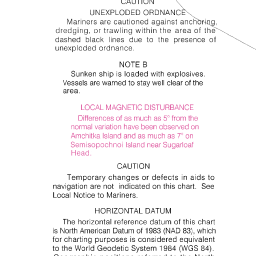 CAUTION
UNEXPLODED ORDNANCE
Mariners are cautioned against anchoring,
dredging, or trawling within the area of the
dashed black lines due to the presence of
unexploded ordnance.
NOTE B
Sunken ship is loaded with explosives.
Vessels are warned to stay well clear of the
area.
LOCAL MAGNETIC DISTURBANCE
Differences of as much as 5° from the
normal variation have been observed on
Amchitka Island and as much as 7° on
Semisopochnoi Island near Sugarloaf
Head.
CAUTION
Temporary changes or defects in aids to
navigation are not indicated on this chart. See
Local Notice to Mariners.
HORIZONTAL DATUM
The horizontal reference datum of this chart
is North American Datum of 1983 (NAD 83), which
for charting purposes is considered equivalent
to the World Geodetic System 1984 (WGS 84).